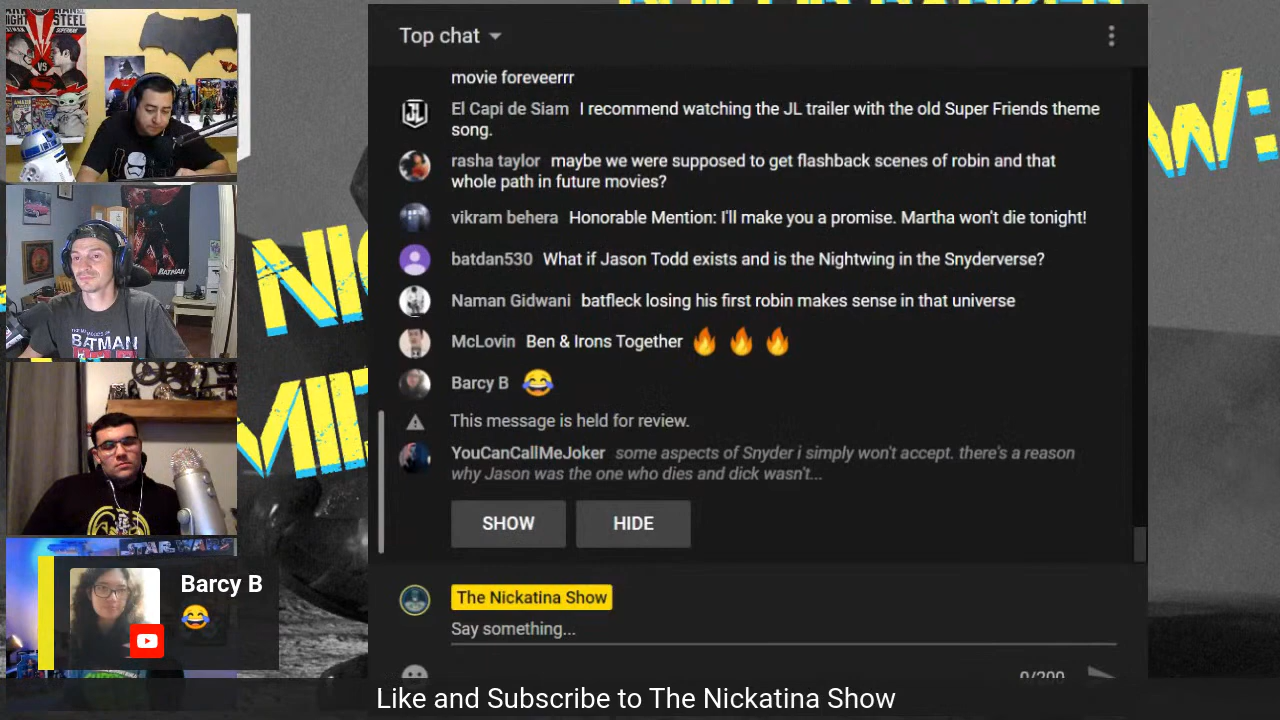 Top chat
movie foreveerrr
El Capi de Siam I recommend watching the JL trailer with the old Super Friends theme
song.
rasha taylor maybe we were supposed to get flashback scenes of robin and that
whole path in future movies?
vikram behera Honorable Mention: I'll make you a promise. Martha won't die tonight!
batdan530 What if Jason Todd exists and is the Nightwing in the Snyderverse?
Naman Gidwani batfleck losing his first robin makes sense in that universe
McLovin Ben & Irons Together 🔥 🔥 🔥
Barcy B 😂
This message is held for review.
YouCanCallMeJoker some aspects of Snyder i simply won't accept. there's a reason
why Jason was the one who dies and dick wasn't...
SHOW HIDE
The Nickatina Show
Say something...
0/200
STEEL
VS
BATMAN
BATMAN
STAR WARS
Barcy B
😂
Like and Subscribe to The Nickatina Show